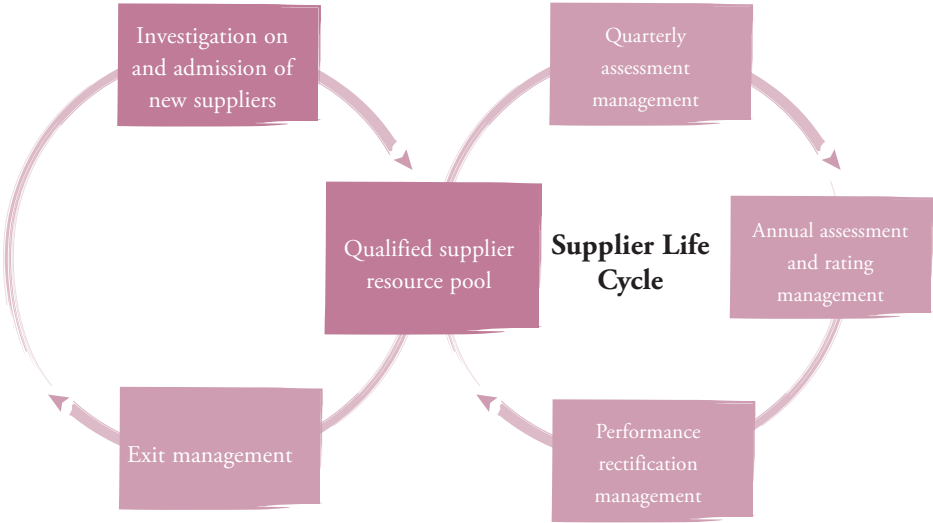 Investigation on
and admission of
new suppliers
Quarterly
assessment
management
Qualified supplier
resource pool
Supplier Life
Cycle
Annual assessment
and rating
management
Exit management
Performance
rectification
management